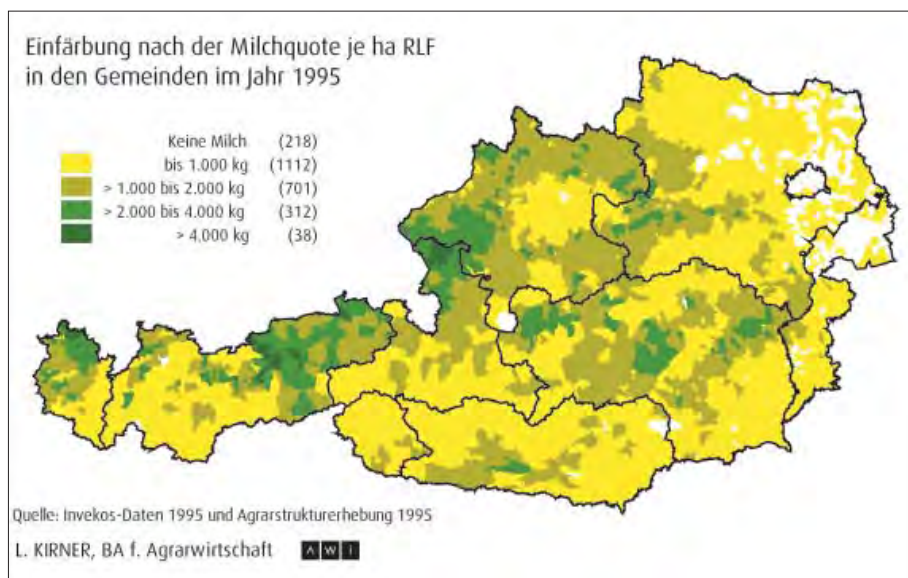 Einfärbung nach der Milchquote je ha RLF
in den Gemeinden im Jahr 1995
Keine Milch (218)
bis 1.000 kg (1112)
> 1.000 bis 2.000 kg (701)
> 2.000 bis 4.000 kg (312)
> 4.000 kg (38)
Quelle: Invekos-Daten 1995 und Agrarstrukturerhebung 1995
L. KIRNER, BA f. Agrarwirtschaft A W I